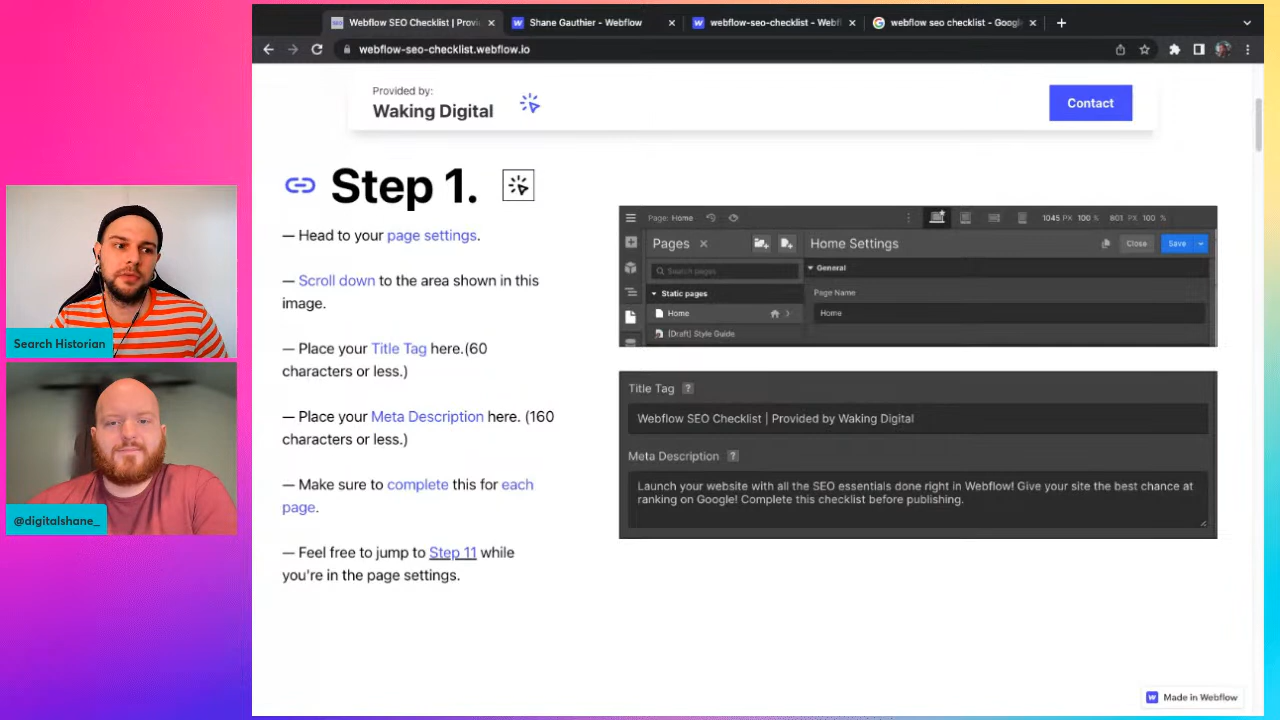 Webflow SEO Checklist | Provi
Shane Gauthier - Webflow
webflow-seo-checklist - Webf
webflow seo checklist - Googl
webflow-seo-checklist.webflow.io
Provided by:
Waking Digital
Contact
Step 1.
— Head to your page settings.
— Scroll down to the area shown in this
image.
— Place your Title Tag here.(60
characters or less.)
— Place your Meta Description here. (160
characters or less.)
— Make sure to complete this for each
page.
— Feel free to jump to Step 11 while
you're in the page settings.
Page: Home
1045 PX 100 % 801 PX 100 %
Pages
Home Settings
Close
Save
Search pages
General
Static pages
Page Name
Home
Home
[Draft] Style Guide
Title Tag ?
Webflow SEO Checklist | Provided by Waking Digital
Meta Description ?
Launch your website with all the SEO essentials done right in Webflow! Give your site the best chance at
ranking on Google! Complete this checklist before publishing.
Made in Webflow
Search Historian
@digitalshane_